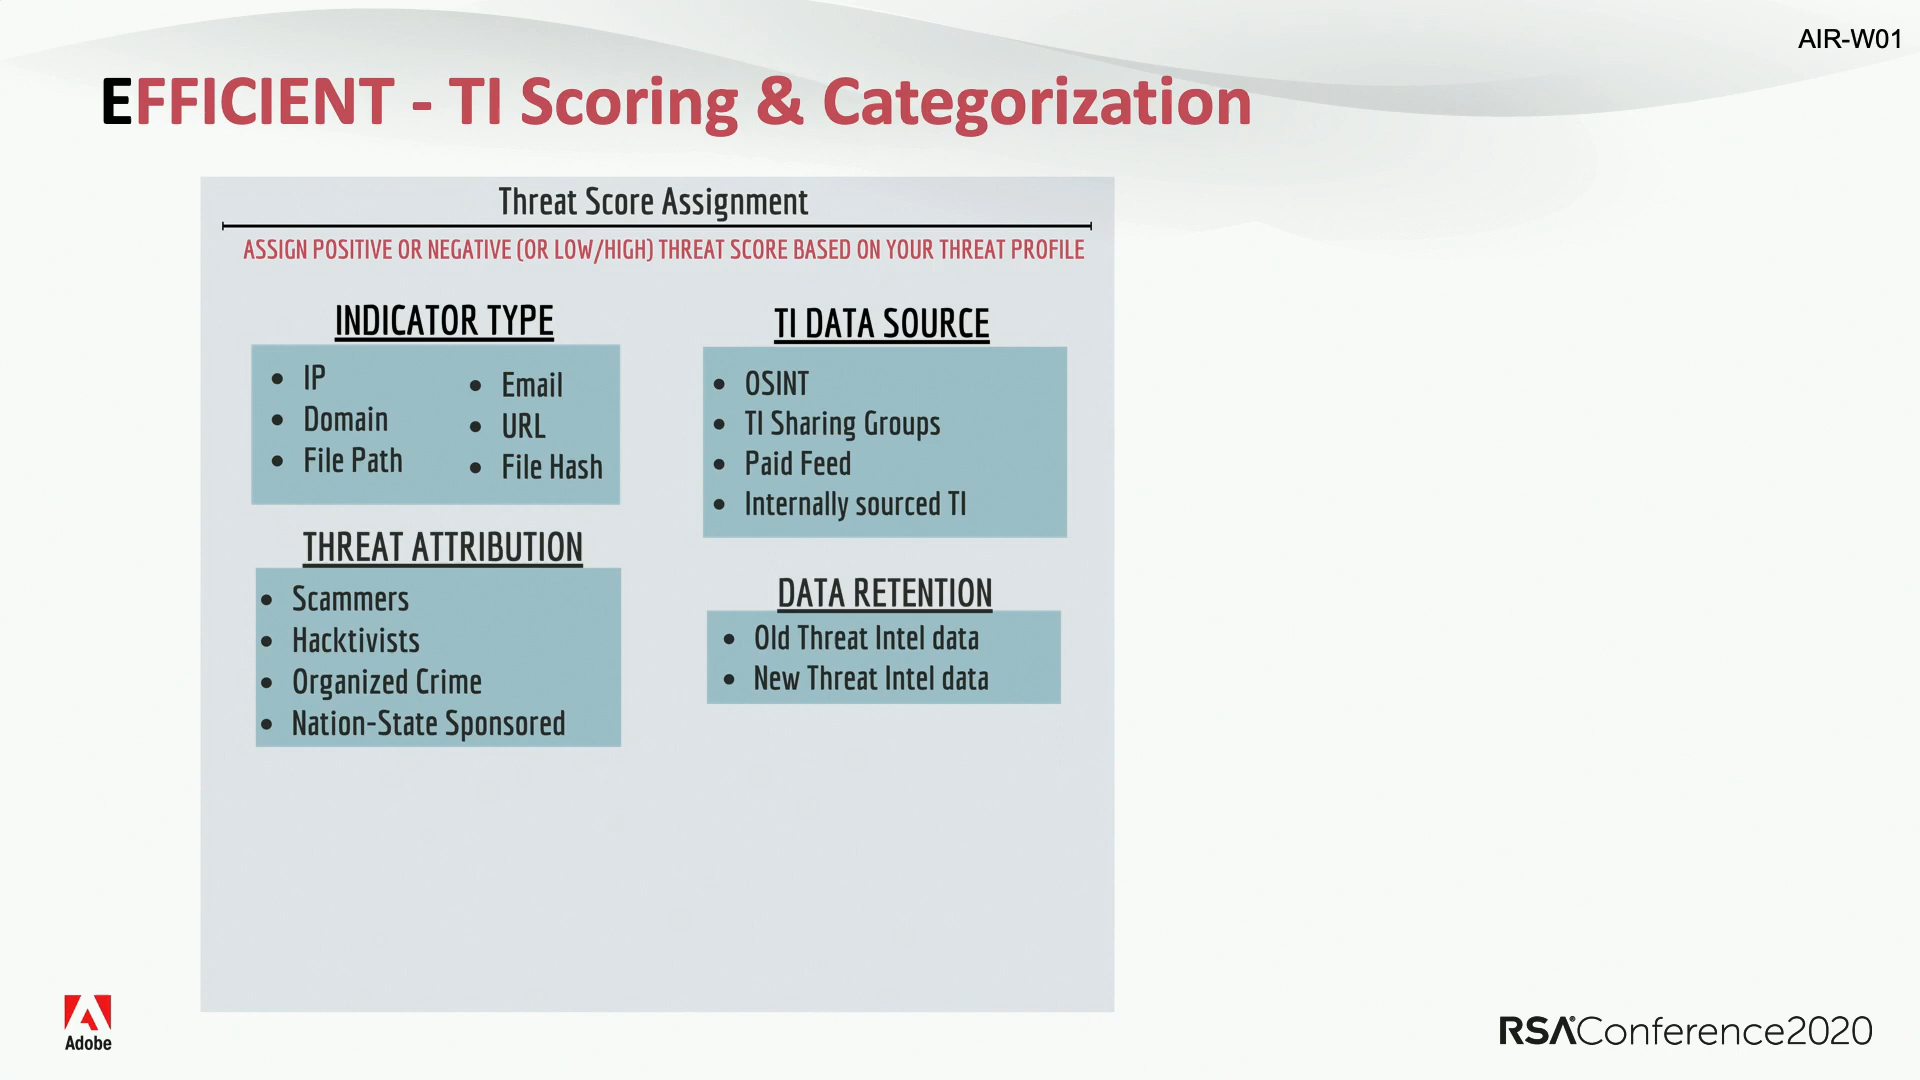 AIR-W01
EFFICIENT - TI Scoring & Categorization
Threat Score Assignment
ASSIGN POSITIVE OR NEGATIVE (OR LOW/HIGH) THREAT SCORE BASED ON YOUR THREAT PROFILE
INDICATOR TYPE
• IP
• Domain
• File Path
• Email
• URL
• File Hash
TI DATA SOURCE
• OSINT
• TI Sharing Groups
• Paid Feed
• Internally sourced TI
THREAT ATTRIBUTION
• Scammers
• Hacktivists
• Organized Crime
• Nation-State Sponsored
DATA RETENTION
• Old Threat Intel data
• New Threat Intel data
Adobe
RSA®Conference2020